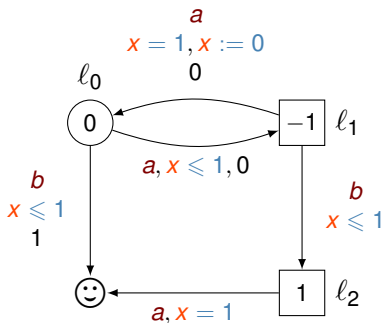 a
x = 1, x := 0
0
ℓ₀
0
−1
ℓ₁
a, x ⩽ 1, 0
b
x ⩽ 1
1
b
x ⩽ 1
1
ℓ₂
a, x = 1